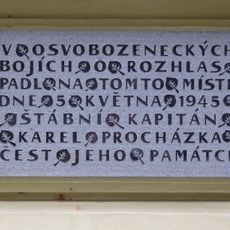 V OSVOBOZENECKÝCH
BOJÍCH O ROZHLAS
PADL NA TOMTO MÍSTĚ
DNE 5 KVĚTNA 1945
ŠTÁBNÍ KAPITÁN
KAREL PROCHÁZKA
ČEST JEHO PAMÁTCE